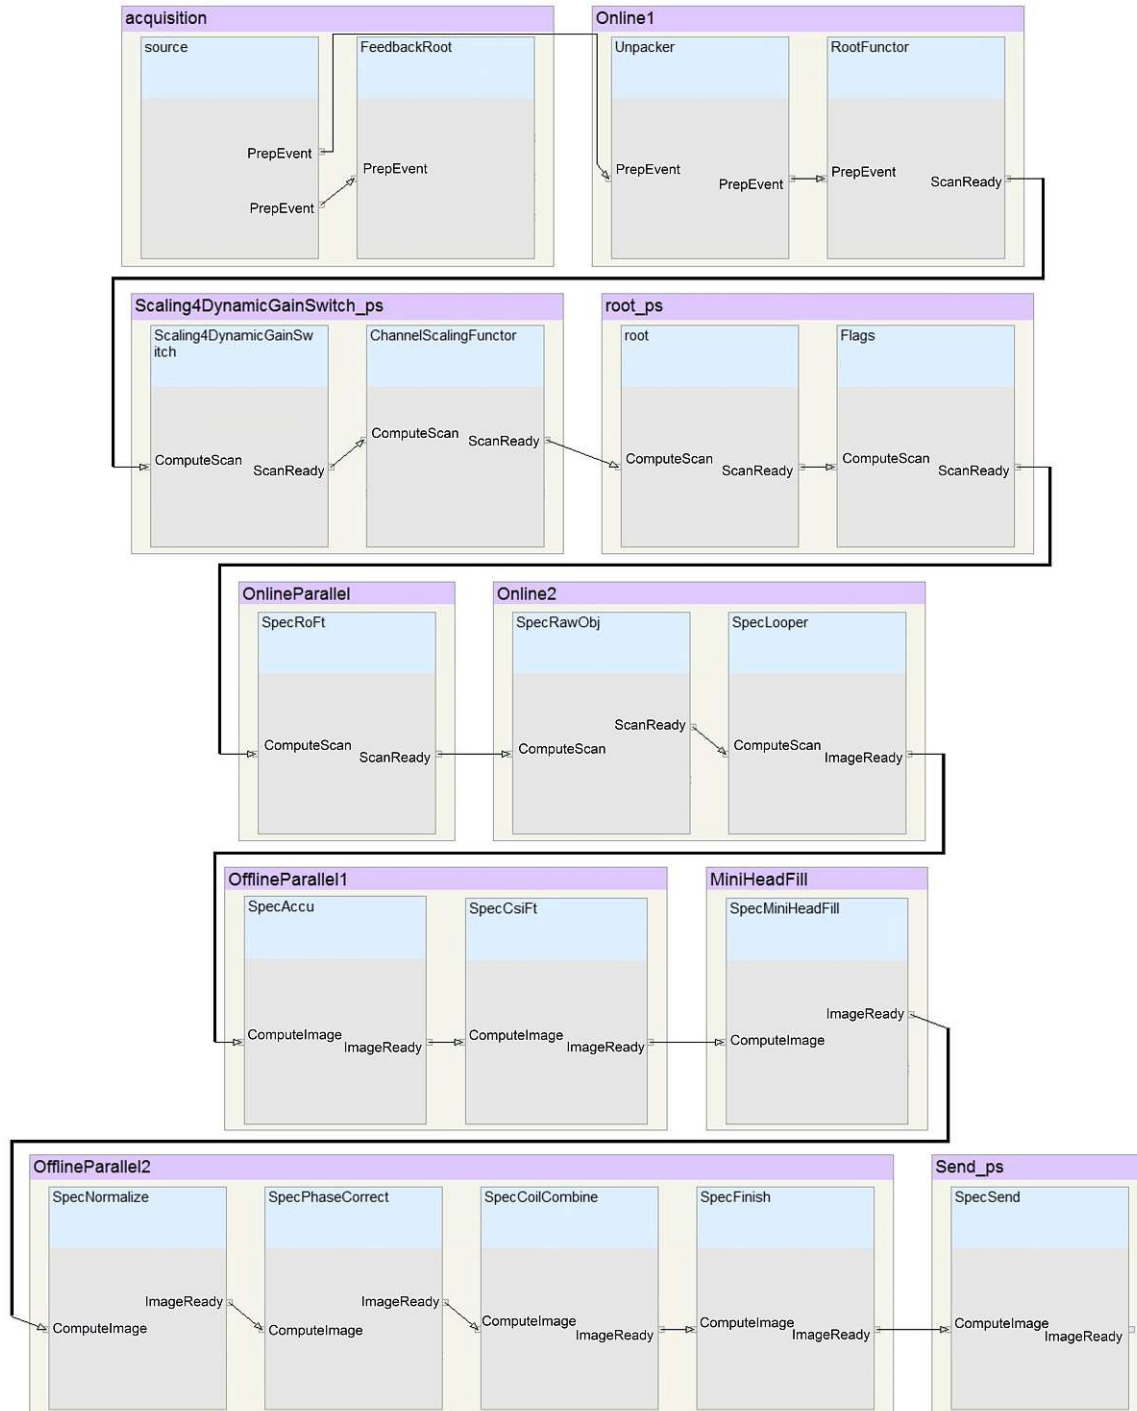 acquisition
source
FeedbackRoot
PrepEvent
PrepEvent
PrepEvent
Online1
Unpacker
RootFunctor
PrepEvent
PrepEvent
PrepEvent
ScanReady
Scaling4DynamicGainSwitch_ps
Scaling4DynamicGainSw
itch
ChannelScalingFunctor
ComputeScan
ScanReady
ComputeScan
ScanReady
root_ps
root
Flags
ComputeScan
ScanReady
ComputeScan
ScanReady
OnlineParallel
SpecRoFt
ComputeScan
ScanReady
Online2
SpecRawObj
SpecLooper
ScanReady
ComputeScan
ComputeScan
ImageReady
OfflineParallel1
SpecAccu
SpecCsiFt
ComputeImage
ImageReady
ComputeImage
ImageReady
MiniHeadFill
SpecMiniHeadFill
ImageReady
ComputeImage
OfflineParallel2
SpecNormalize
SpecPhaseCorrect
SpecCoilCombine
SpecFinish
ImageReady
ComputeImage
ImageReady
ComputeImage
ComputeImage
ImageReady
ComputeImage
ImageReady
Send_ps
SpecSend
ComputeImage
ImageReady